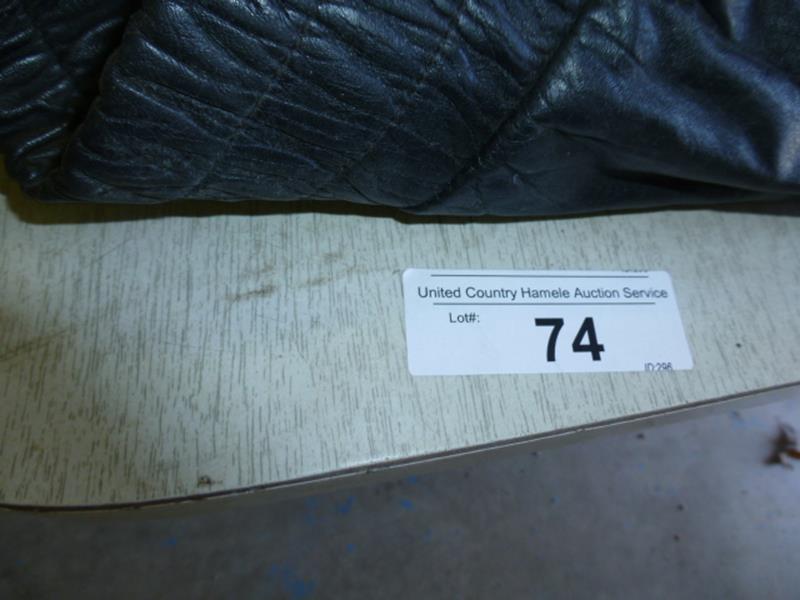 United Country Hamele Auction Service
Lot#:
74
ID:296